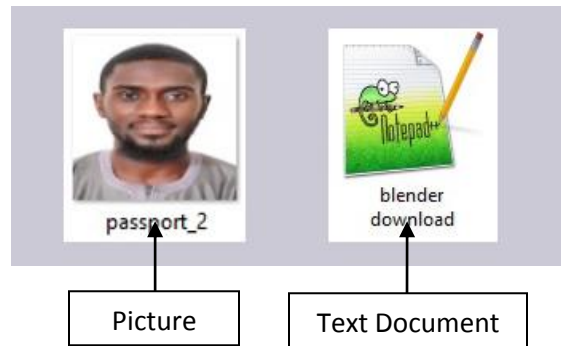 Notepad++
passport_2
blender
download
Picture
Text Document